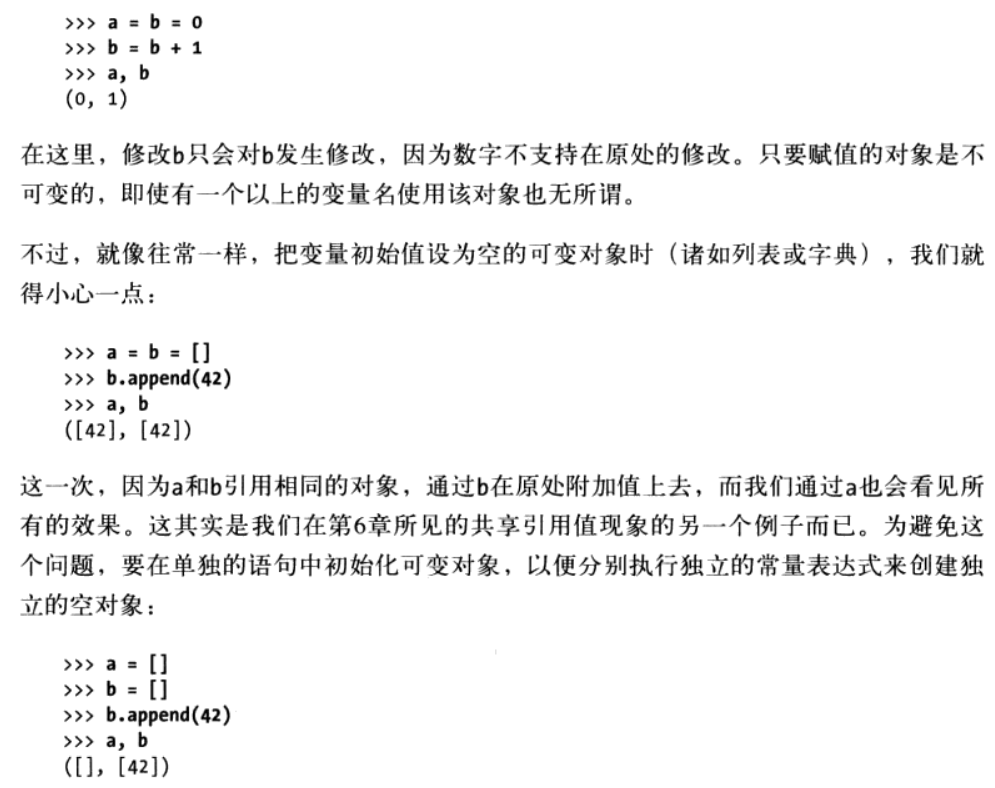 >>> a = b = 0
>>> b = b + 1
>>> a, b
(0, 1)
在这里，修改b只会对b发生修改，因为数字不支持在原处的修改。只要赋值的对象是不
可变的，即使有一个以上的变量名使用该对象也无所谓。
不过，就像往常一样，把变量初始值设为空的可变对象时（诸如列表或字典），我们就
得小心一点：
>>> a = b = []
>>> b.append(42)
>>> a, b
([42], [42])
这一次，因为a和b引用相同的对象，通过b在原处附加值上去，而我们通过a也会看见所
有的效果。这其实是我们在第6章所见的共享引用值现象的另一个例子而已。为避免这
个问题，要在单独的语句中初始化可变对象，以便分别执行独立的常量表达式来创建独
立的空对象：
>>> a = []
>>> b = []
>>> b.append(42)
>>> a, b
([], [42])